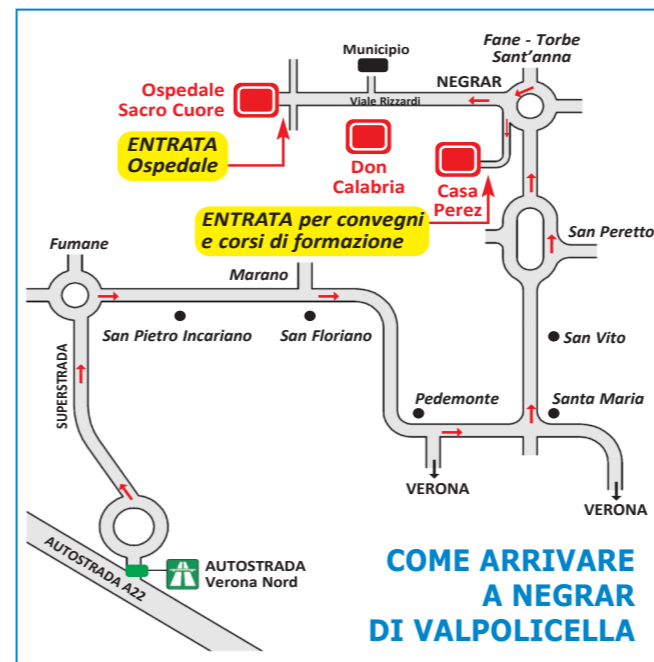 Fane - Torbe
Sant'anna
Municipio
NEGRAR
Ospedale
Sacro Cuore
Viale Rizzardi
ENTRATA
Ospedale
Don
Calabria
Casa
Perez
ENTRATA per convegni
e corsi di formazione
San Peretto
Fumane
Marano
San Pietro Incariano
San Floriano
San Vito
SUPERSTRADA
Pedemonte
Santa Maria
VERONA
VERONA
AUTOSTRADA A22
AUTOSTRADA
Verona Nord
COME ARRIVARE
A NEGRAR
DI VALPOLICELLA